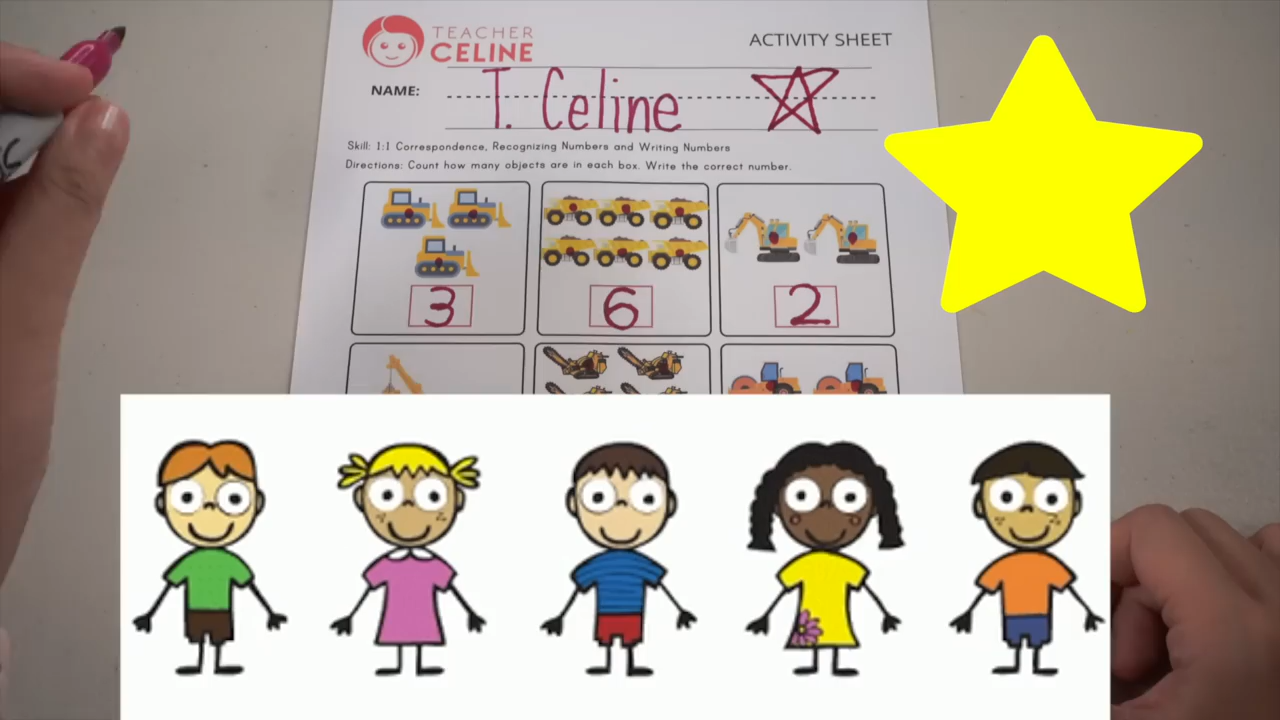 TEACHER
CELINE
ACTIVITY SHEET
NAME: T. Celine
Skill: 1:1 Correspondence, Recognizing Numbers and Writing Numbers
Directions: Count how many objects are in each box. Write the correct number.
3 6 2